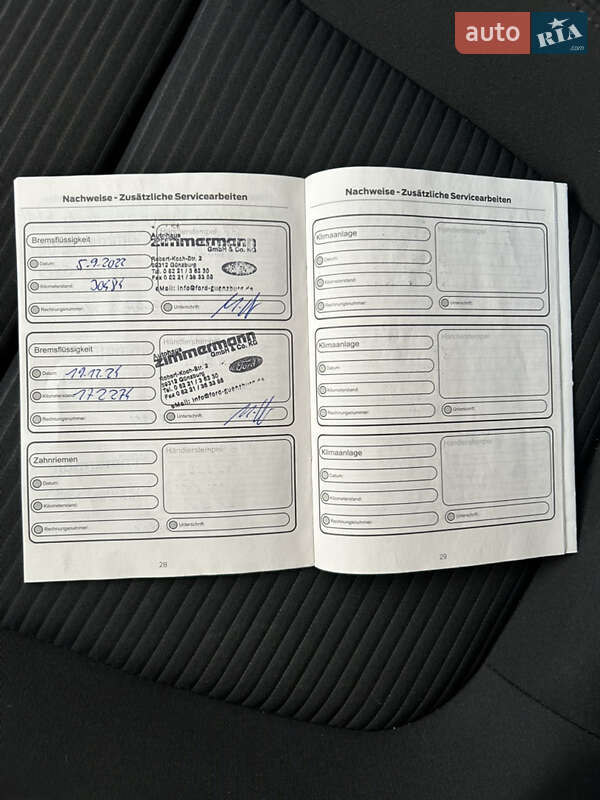 auto RIA
.com
Nachweise - Zusätzliche Servicearbeiten
Bremsflüssigkeit
Händlerstempel
Autohaus
Zimmermann
GmbH & Co. KG
Robert-Koch-Str. 2
89312 Günzburg
Tel. 0 82 21 / 3 63 30
Fax 0 82 21 / 36 33 68
eMail: info@ford-guenzburg.de
Datum: 5.9.2022
Kilometerstand:
Rechnungsnummer:
Unterschrift:
Bremsflüssigkeit
Händlerstempel
Autohaus
Zimmermann
GmbH & Co. KG
Robert-Koch-Str. 2
89312 Günzburg
Tel. 0 82 21 / 3 63 30
Fax 0 82 21 / 36 33 68
eMail: info@ford-guenzburg.de
Ford
Datum:
Kilometerstand:
Rechnungsnummer:
Unterschrift:
Zahnriemen
Händlerstempel
Datum:
Kilometerstand:
Rechnungsnummer:
Unterschrift:
28
Nachweise - Zusätzliche Servicearbeiten
Klimaanlage
Händlerstempel
Datum:
Kilometerstand:
Rechnungsnummer:
Unterschrift:
Klimaanlage
Händlerstempel
Datum:
Kilometerstand:
Rechnungsnummer:
Unterschrift:
Klimaanlage
Händlerstempel
Datum:
Kilometerstand:
Rechnungsnummer:
Unterschrift:
29